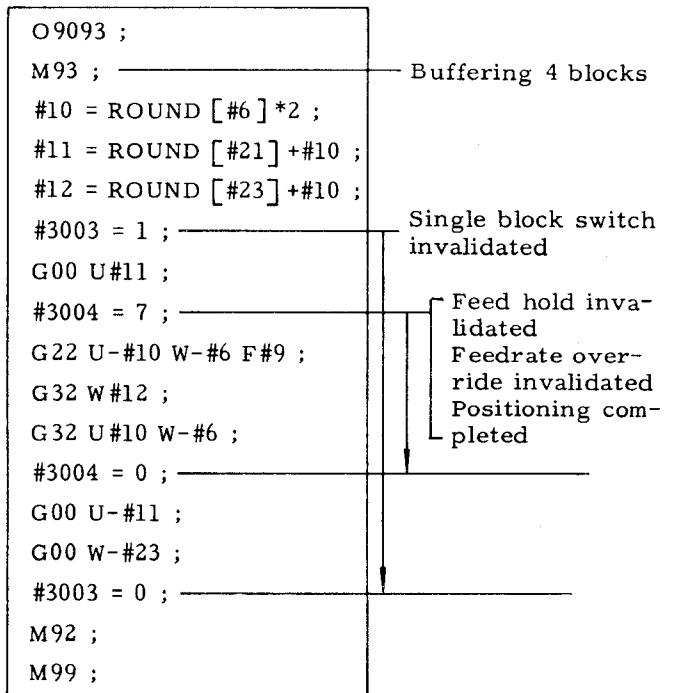 O9093 ;
M93 ;
Buffering 4 blocks
#10 = ROUND [#6] *2 ;
#11 = ROUND [#21] +#10 ;
#12 = ROUND [#23] +#10 ;
#3003 = 1 ;
Single block switch
invalidated
G00 U#11 ;
#3004 = 7 ;
Feed hold inva-
lidated
Feedrate over-
ride invalidated
Positioning com-
pleted
G22 U-#10 W-#6 F#9 ;
G32 W#12 ;
G32 U#10 W-#6 ;
#3004 = 0 ;
G00 U-#11 ;
G00 W-#23 ;
#3003 = 0 ;
M92 ;
M99 ;